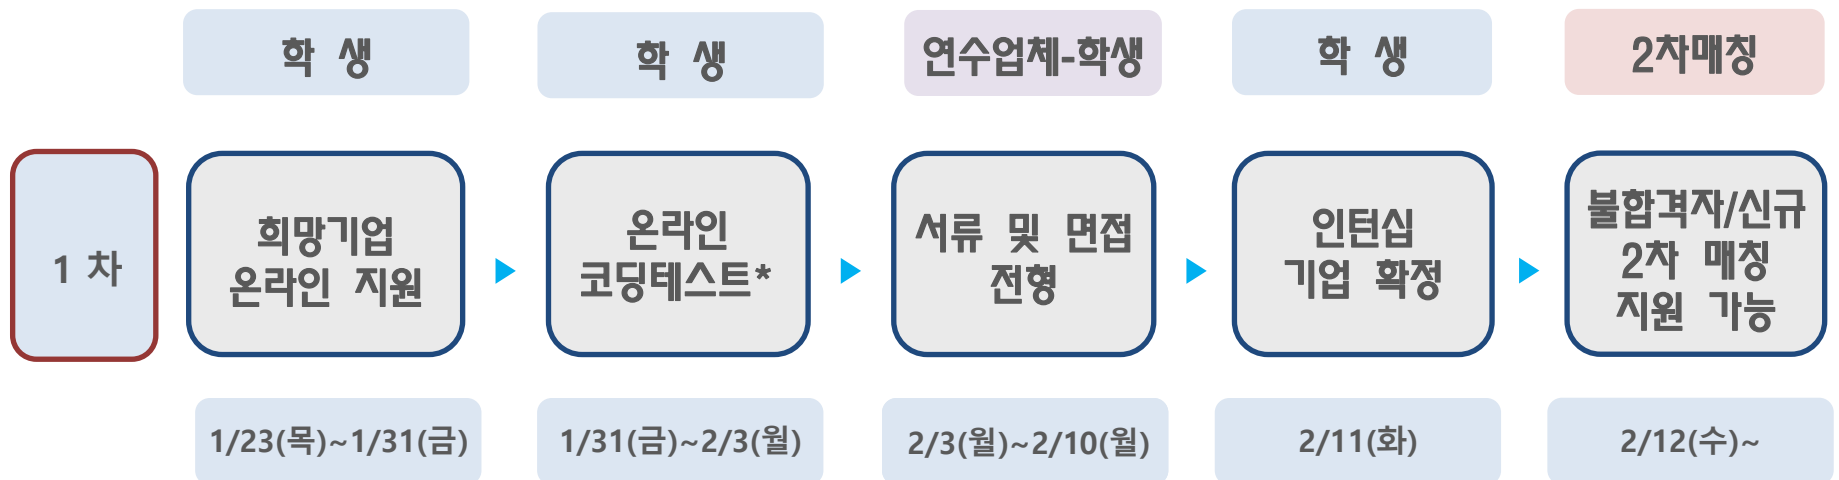 학 생
학 생
연수업체-학생
학 생
2차매칭
1 차
희망기업
온라인 지원
온라인
코딩테스트*
서류 및 면접
전형
인턴십
기업 확정
불합격자/신규
2차 매칭
지원 가능
1/23(목)~1/31(금)
1/31(금)~2/3(월)
2/3(월)~2/10(월)
2/11(화)
2/12(수)~